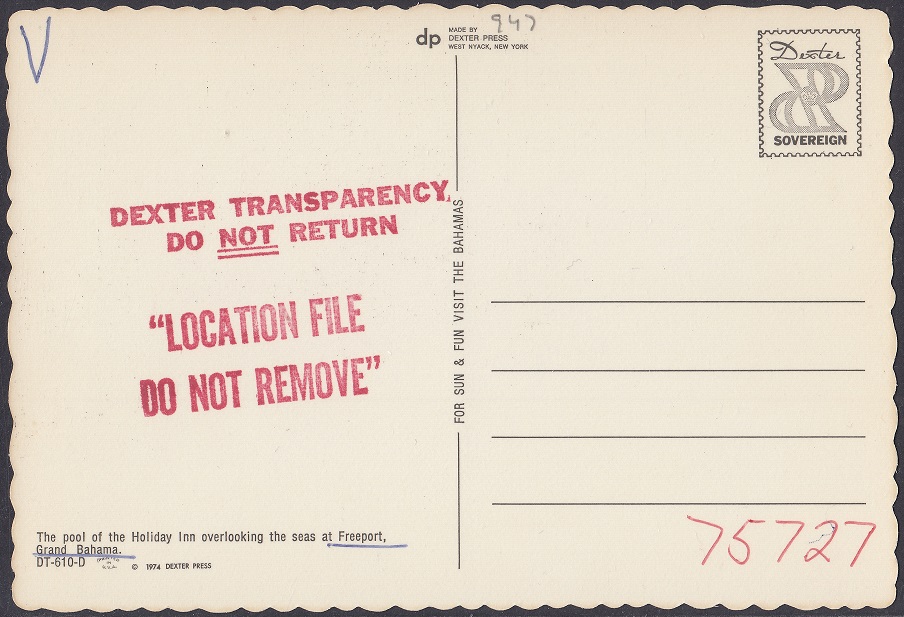 V
947
dp
MADE BY
DEXTER PRESS
WEST NYACK, NEW YORK
Dexter
SOVEREIGN
DEXTER TRANSPARENCY,
DO NOT RETURN
"LOCATION FILE
DO NOT REMOVE"
FOR SUN & FUN VISIT THE BAHAMAS
The pool of the Holiday Inn overlooking the seas at Freeport,
Grand Bahama.
DT-610-D
© 1974 DEXTER PRESS
75727